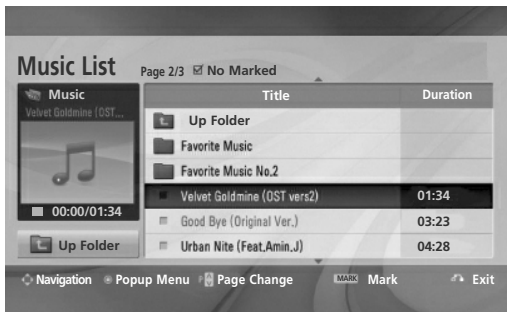 Music List Page 2/3 No Marked
Music
Velvet Goldmine (OST...
00:00/01:34
Up Folder
Title Duration
Up Folder
Favorite Music
Favorite Music No.2
Velvet Goldmine (OST vers2) 01:34
Good Bye (Original Ver.) 03:23
Urban Nite (Feat.Amin.J) 04:28
Navigation Popup Menu P Page Change MARK Mark Exit